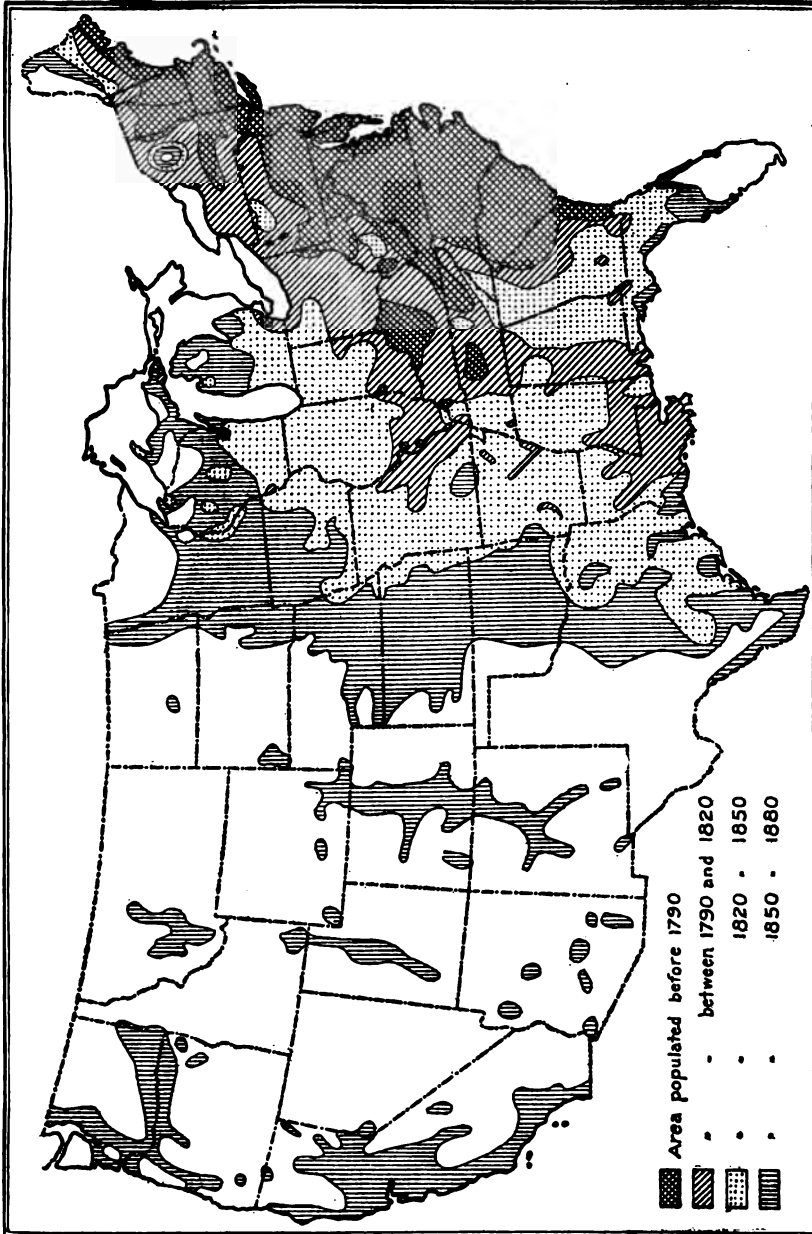 Area populated before 1790
" " between 1790 and 1820
" " 1820 " 1850
" " 1850 " 1880